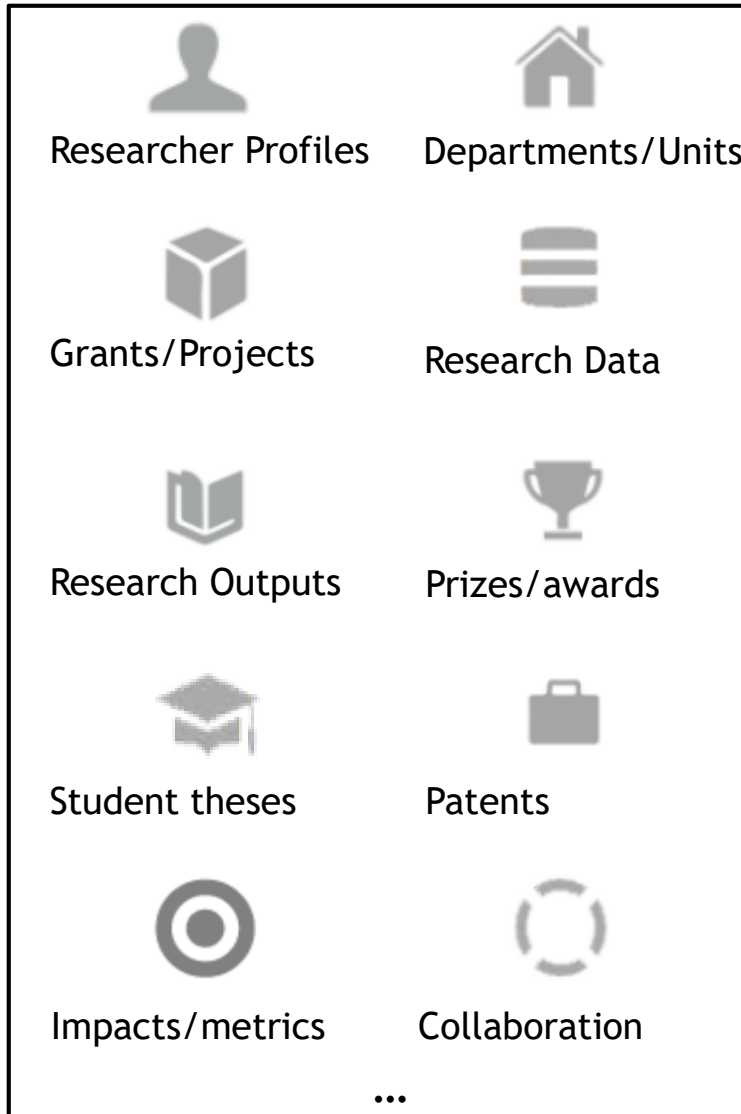 Researcher Profiles
Departments/Units
Grants/Projects
Research Data
Research Outputs
Prizes/awards
Student theses
Patents
Impacts/metrics
Collaboration
...